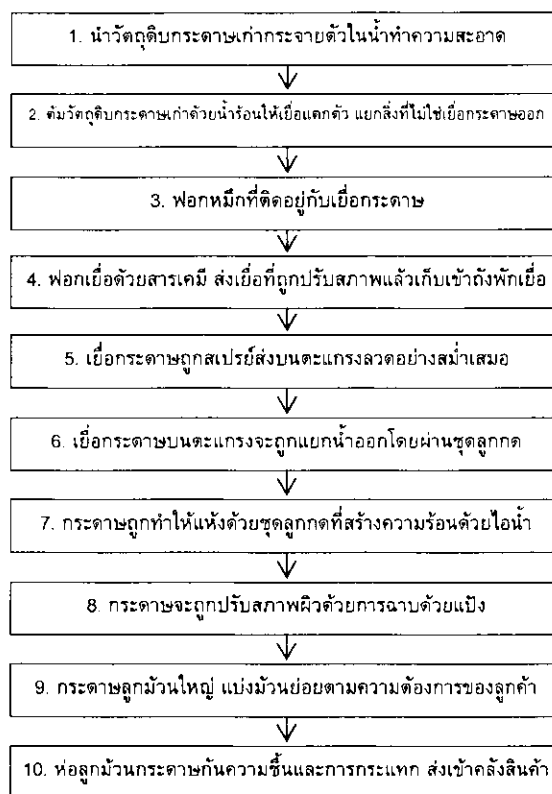 1. นำวัตถุดิบกระดาษเก่ากระจายตัวในน้ำทำความสะอาด
2. ต้มวัตถุดิบกระดาษเก่าด้วยน้ำร้อนให้เยื่อแตกตัว แยกสิ่งที่ไม่ใช่เยื่อกระดาษออก
3. ฟอกหมึกที่ติดอยู่กับเยื่อกระดาษ
4. ฟอกเยื่อด้วยสารเคมี ส่งเยื่อที่ถูกปรับสภาพแล้วเก็บเข้าถังพักเยื่อ
5. เยื่อกระดาษถูกสเปรย์ส่งบนตะแกรงลวดอย่างสม่ำเสมอ
6. เยื่อกระดาษบนตะแกรงจะถูกแยกน้ำออกโดยผ่านชุดลูกกด
7. กระดาษถูกทำให้แห้งด้วยชุดลูกกดที่สร้างความร้อนด้วยไอน้ำ
8. กระดาษจะถูกปรับสภาพผิวด้วยการฉาบด้วยแป้ง
9. กระดาษลูกม้วนใหญ่ แบ่งม้วนย่อยตามความต้องการของลูกค้า
10. ห่อลูกม้วนกระดาษกันความชื้นและการกระแทก ส่งเข้าคลังสินค้า